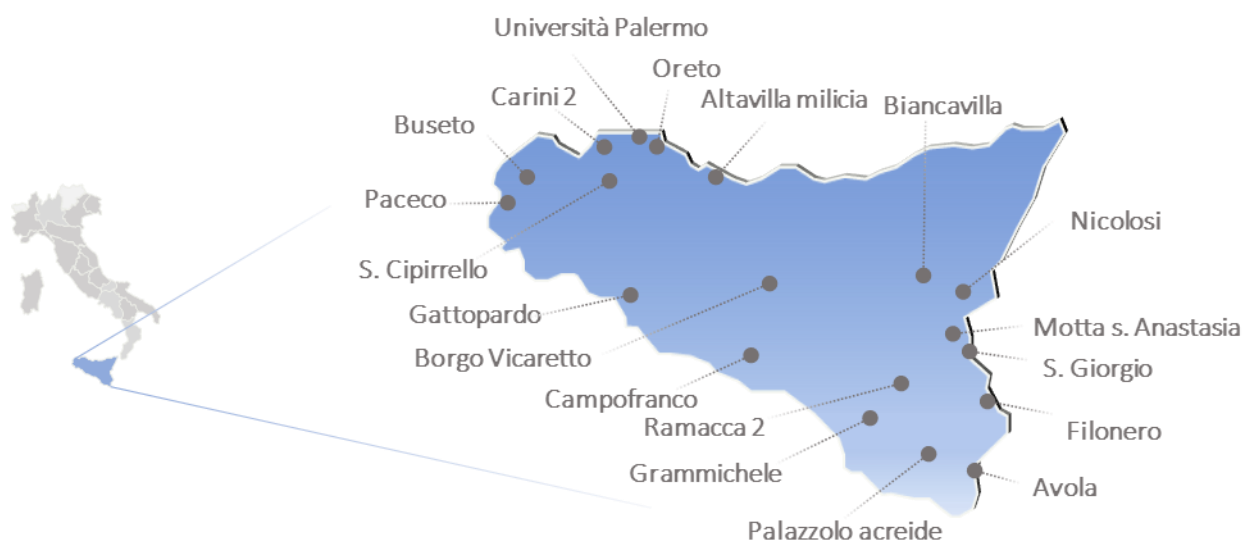 Università Palermo
Oreto
Carini 2
Altavilla milicia
Biancavilla
Buseto
Paceco
Nicolosi
S. Cipirrello
Gattopardo
Motta s. Anastasia
Borgo Vicaretto
S. Giorgio
Campofranco
Ramacca 2
Filonero
Grammichele
Avola
Palazzolo acreide